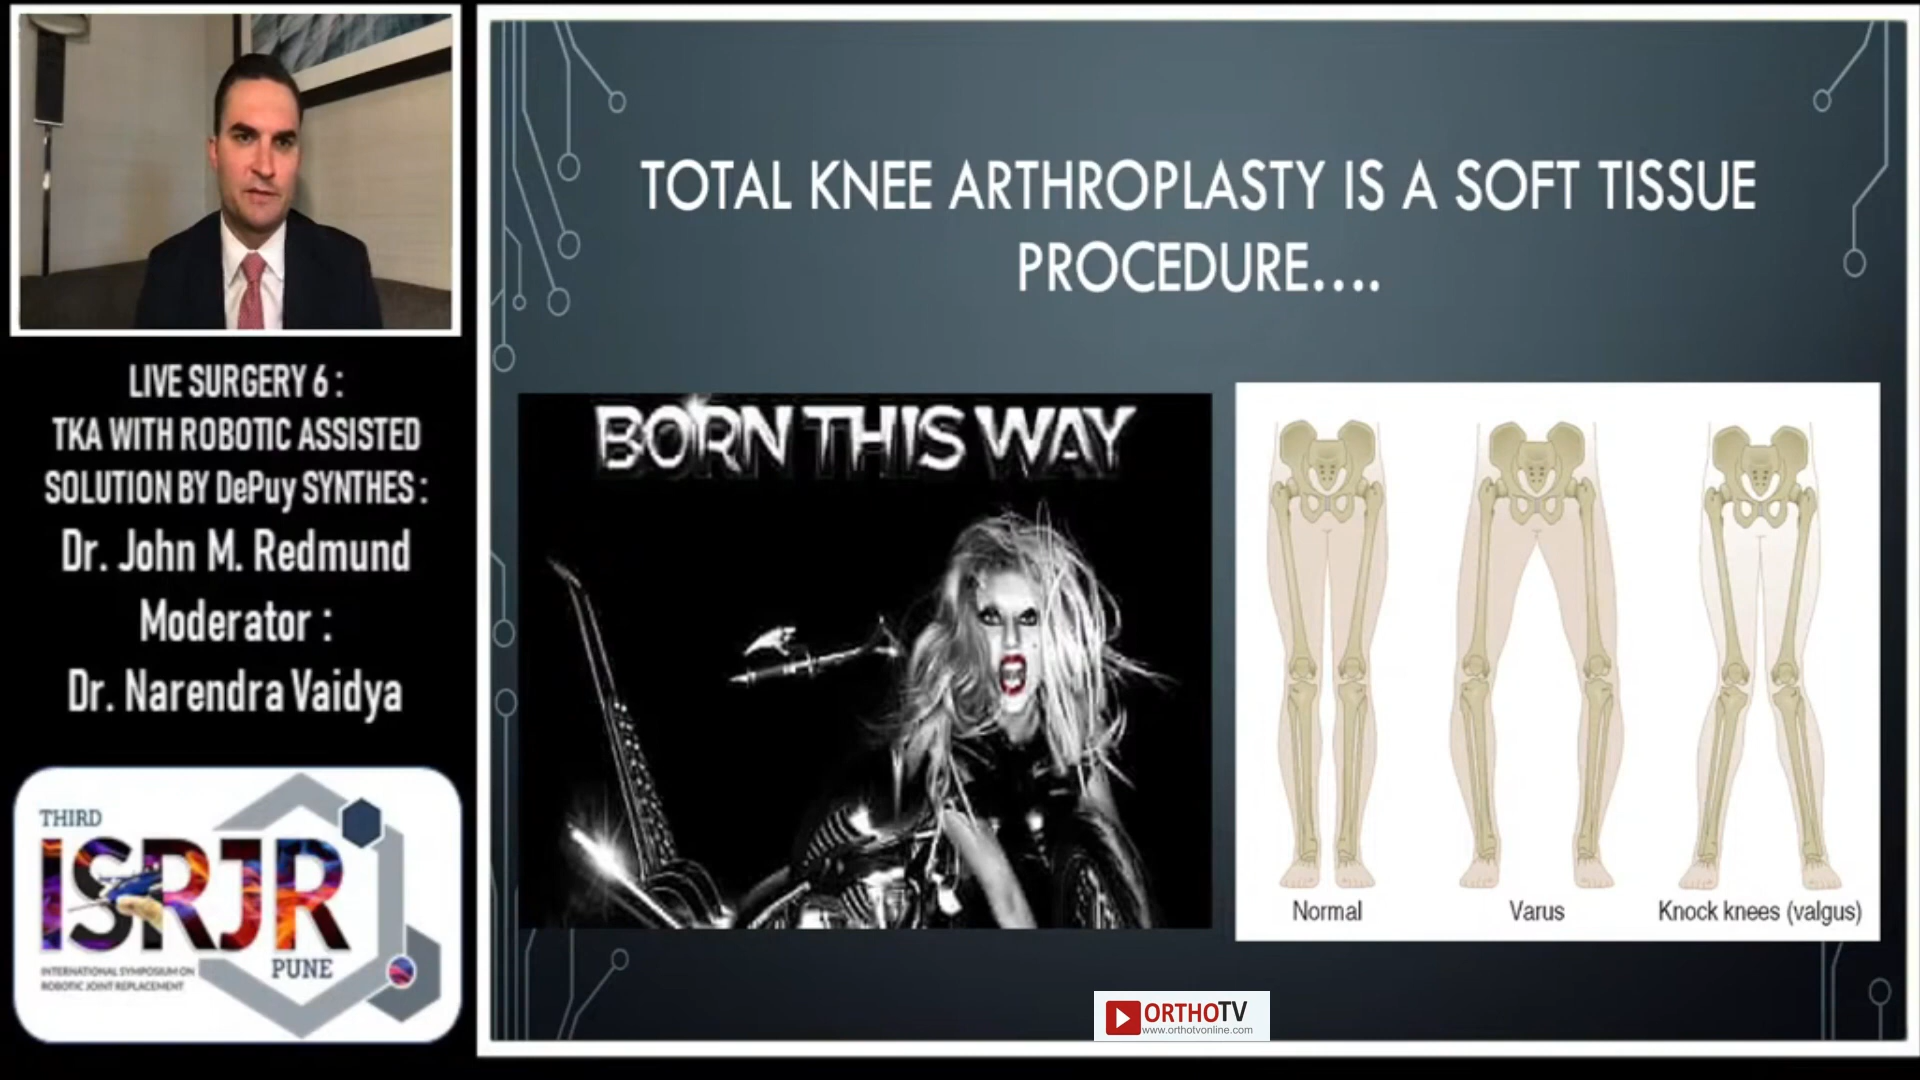 LIVE SURGERY 6 :
TKA WITH ROBOTIC ASSISTED
SOLUTION BY DePuy SYNTHES :
Dr. John M. Redmund
Moderator :
Dr. Narendra Vaidya
THIRD
ISRJR
PUNE
INTERNATIONAL SYMPOSIUM ON
ROBOTIC JOINT REPLACEMENT
TOTAL KNEE ARTHROPLASTY IS A SOFT TISSUE
PROCEDURE....
BORN THIS WAY
Normal
Varus
Knock knees (valgus)
ORTHOTV
www.orthotvonline.com